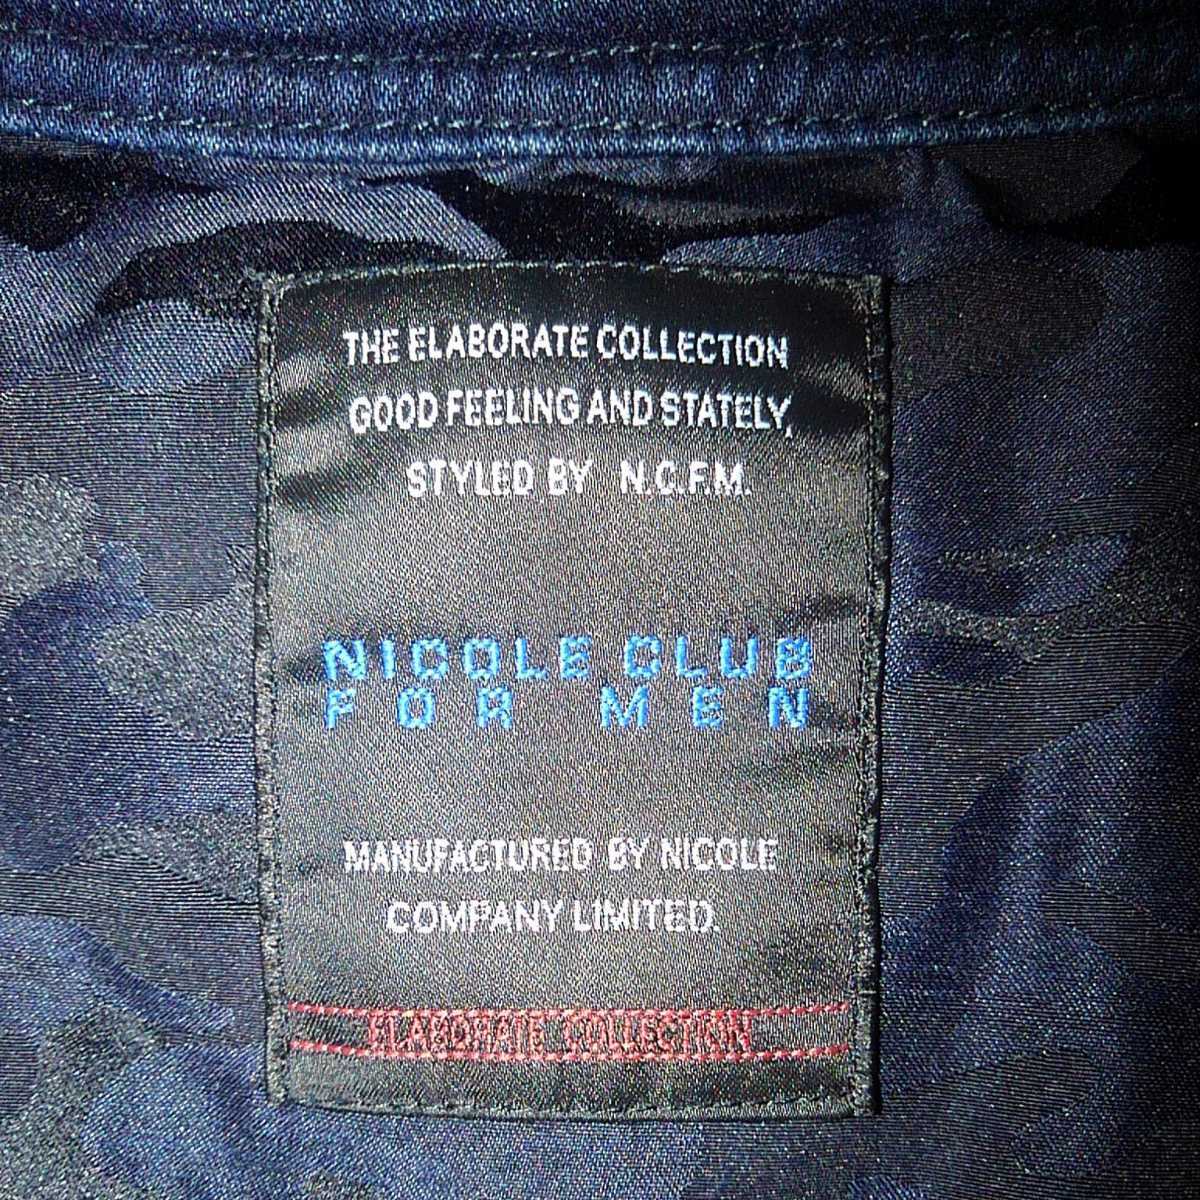 THE ELABORATE COLLECTION
GOOD FEELING AND STATELY,
STYLED BY N.C.F.M.
NICOLE CLUB
FOR MEN
MANUFACTURED BY NICOLE
COMPANY LIMITED.
ELABORATE COLLECTION